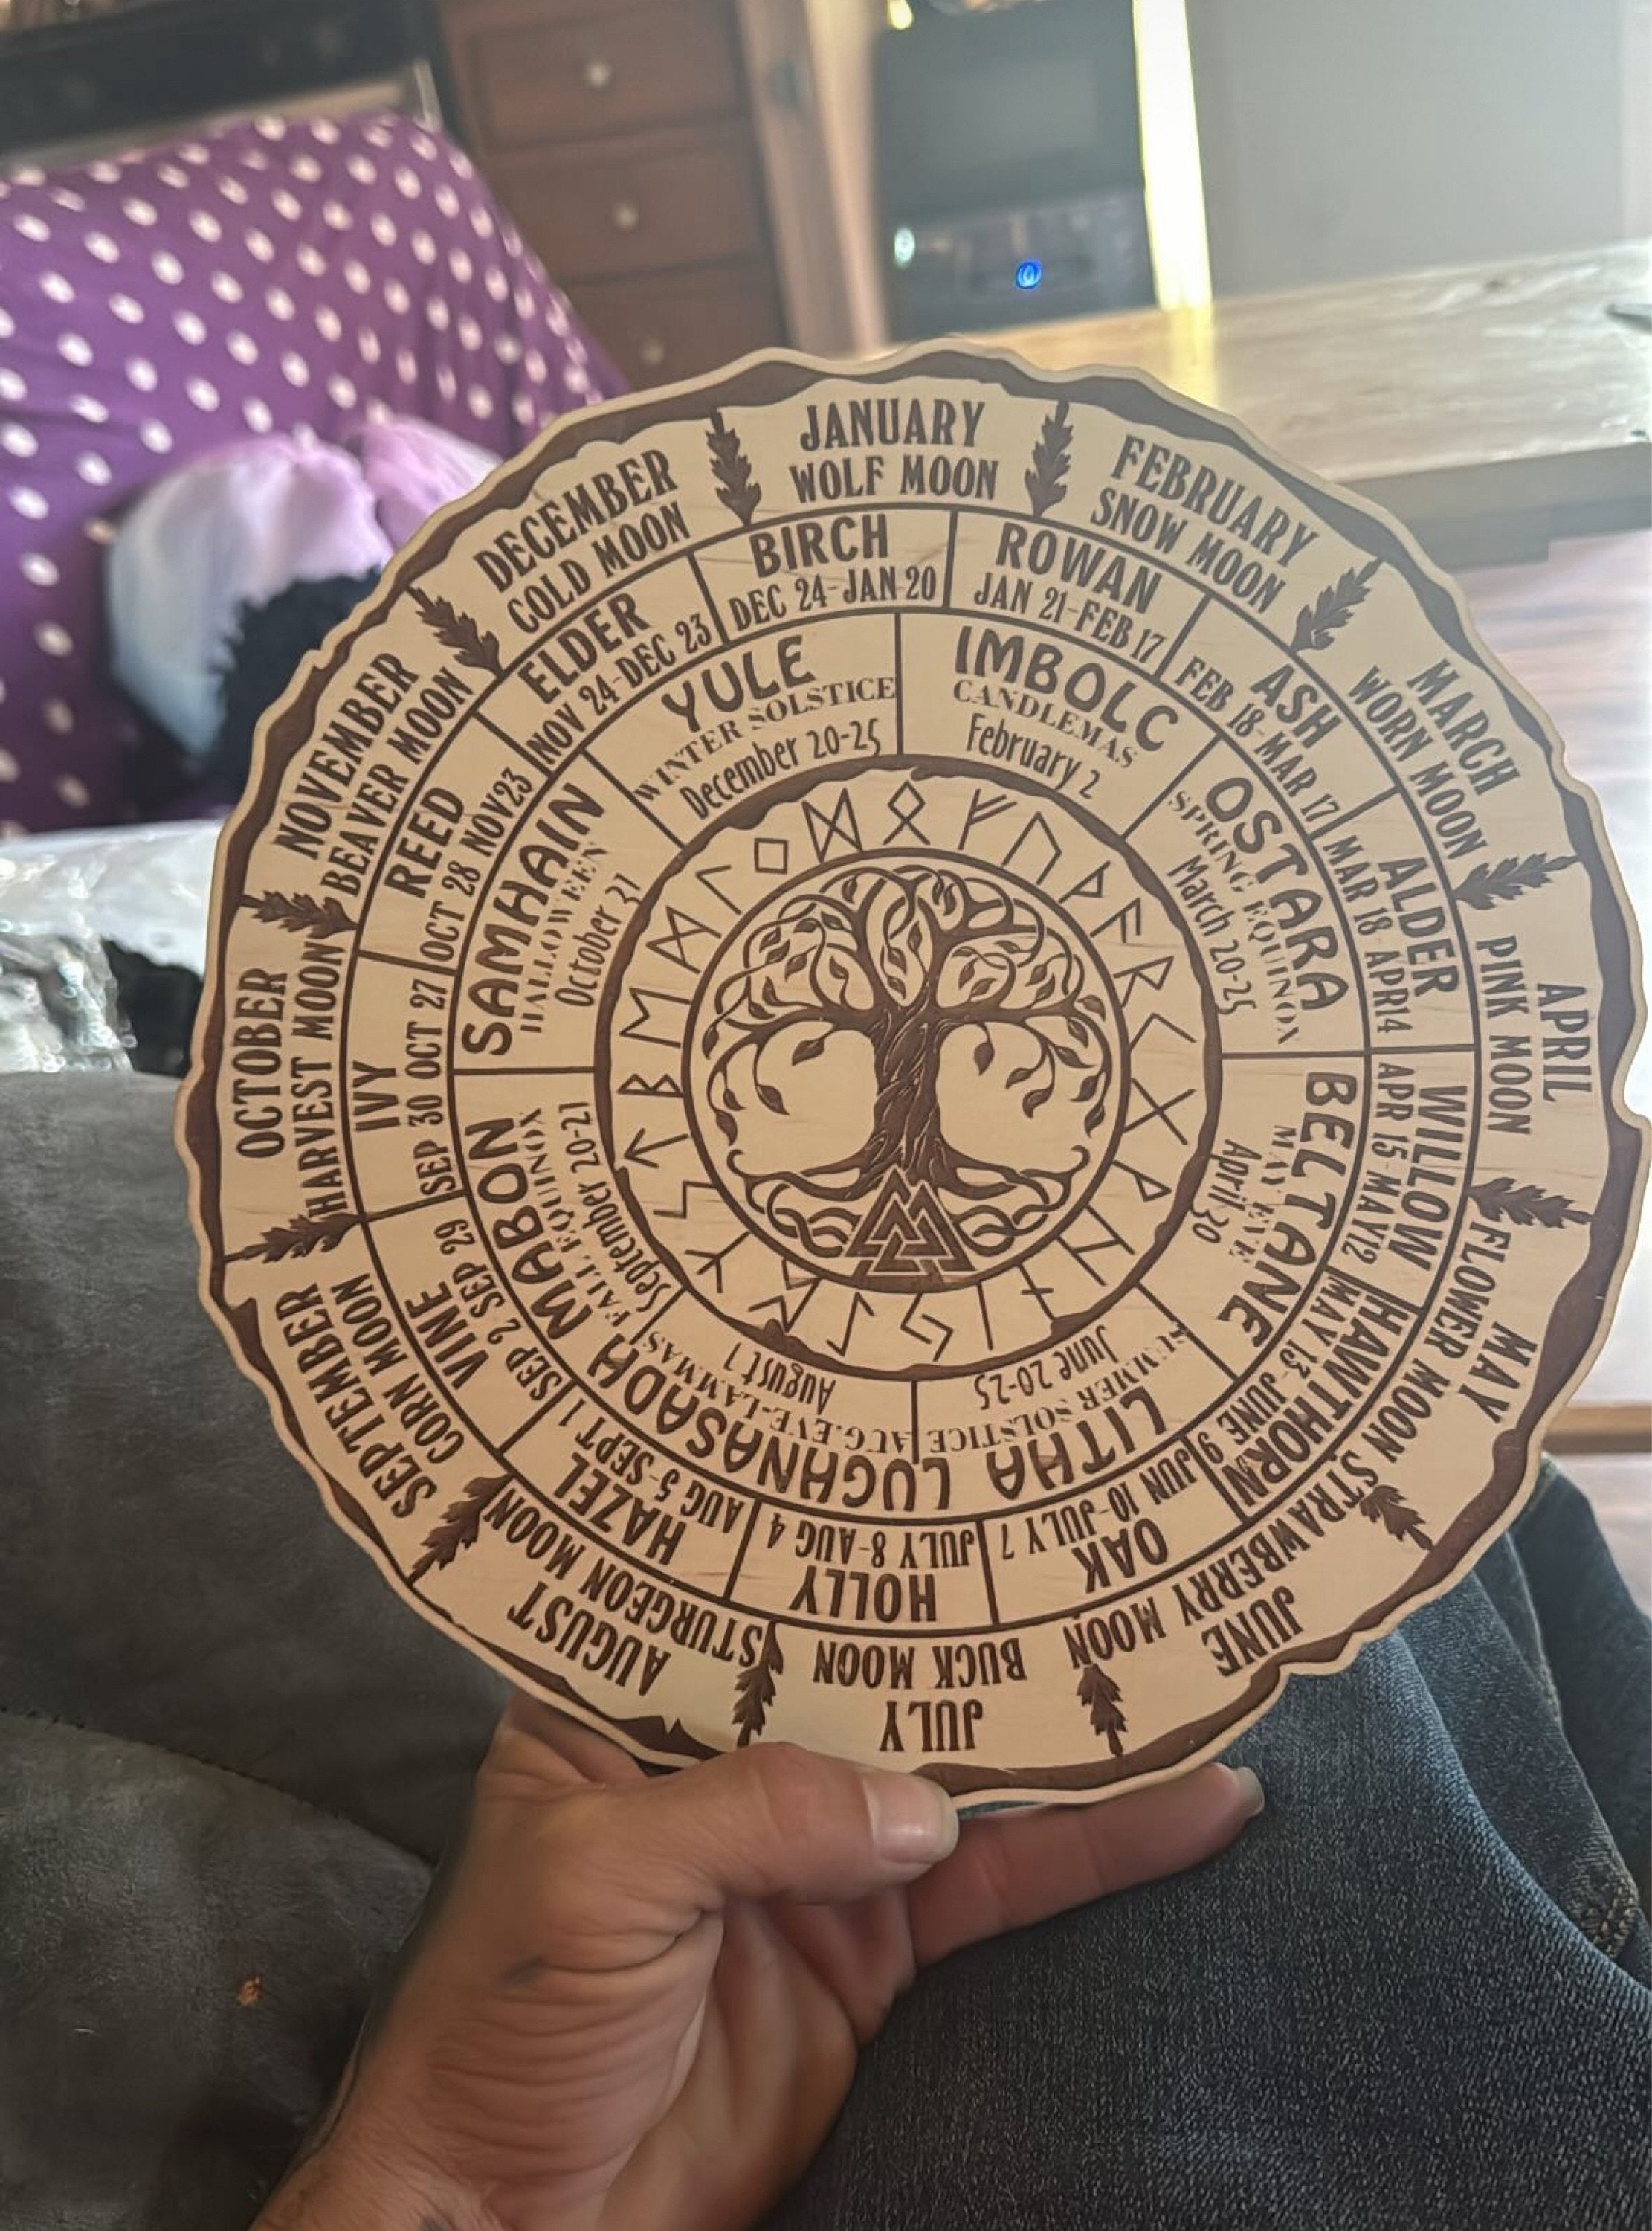 JANUARY
WOLF MOON
FEBRUARY
SNOW MOON
MARCH
WORN MOON
APRIL
PINK MOON
MAY
FLOWER MOON
JUNE
STRAWBERRY MOON
JULY
BUCK MOON
AUGUST
STURGEON MOON
SEPTEMBER
CORN MOON
OCTOBER
HARVEST MOON
NOVEMBER
BEAVER MOON
DECEMBER
COLD MOON
BIRCH
DEC 24-JAN 20
ROWAN
JAN 21-FEB 17
ASH
FEB 18-MAR 17
ALDER
MAR 18-APR14
WILLOW
APR 15-MAY12
HAWTHORN
MAY 13-JUNE 9
OAK
JUN 10-JULY 7
HOLLY
JULY 8-AUG 4
HAZEL
AUG 5-SEPT 1
VINE
SEP 2 SEP 29
IVY
SEP 30 OCT 27
REED
OCT 28 NOV23
ELDER
NOV 24-DEC 23
YULE
WINTER SOLSTICE
December 20-25
IMBOLC
CANDLEMAS
February 2
OSTARA
SPRING EQUINOX
March 20-25
BELTANE
MAY EVE
April 30
LITHA
SUMMER SOLSTICE
June 20-25
LUGHNASADH
AUG.EVE-LAMMAS
August 1
MABON
FALL EQUINOX
September 20-21
SAMHAIN
HALLOWEEN
October 31
ᛟ ᚠ ᚢ ᚦ ᚨ ᚱ ᚲ ᚷ ᚹ ᚺ ᚾ ᛁ ᛃ ᛇ ᛈ ᛉ ᛊ ᛏ ᛒ ᛖ ᛗ ᛚ ᛜ ᛞ